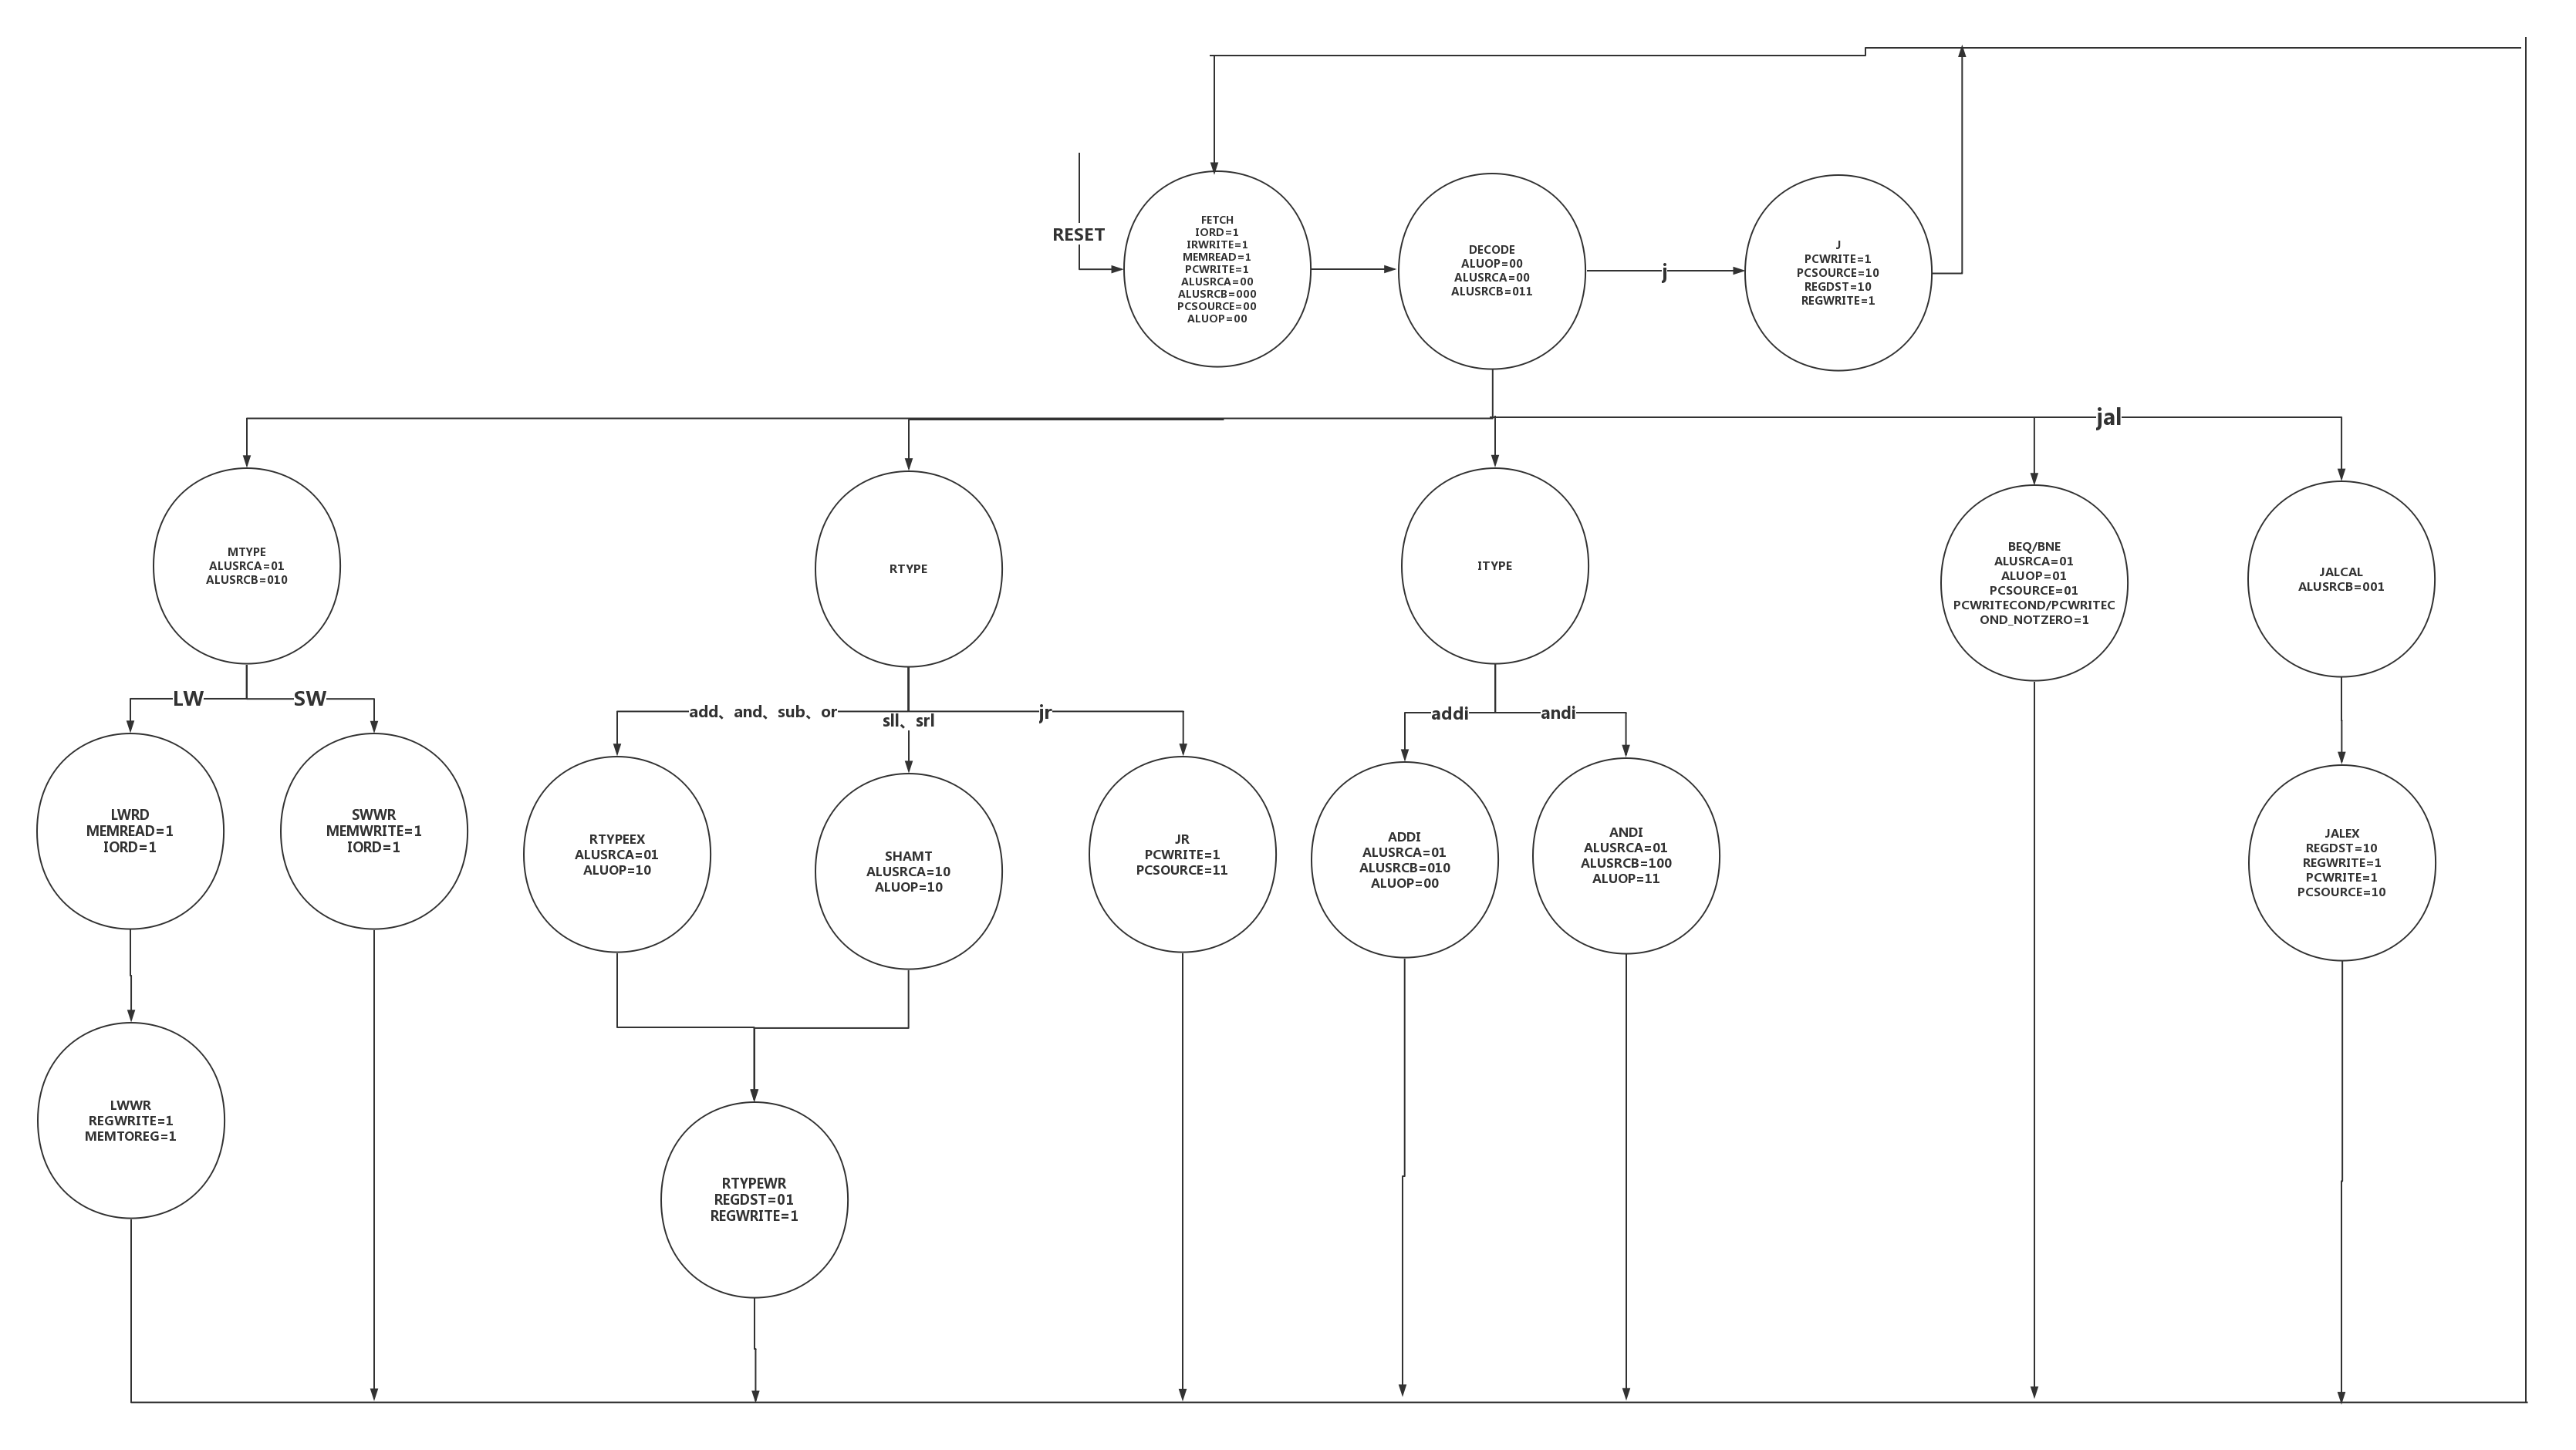 RESET
FETCH
IORD=1
IRWRITE=1
MEMREAD=1
PCWRITE=1
ALUSRCA=00
ALUSRCB=000
PCSOURCE=00
ALUOP=00
DECODE
ALUOP=00
ALUSRCA=00
ALUSRCB=011
j
J
PCWRITE=1
PCSOURCE=10
REGDST=10
REGWRITE=1
jal
MTYPE
ALUSRCA=01
ALUSRCB=010
RTYPE
ITYPE
BEQ/BNE
ALUSRCA=01
ALUOP=01
PCSOURCE=01
PCWRITECOND/PCWRITEC
OND_NOTZERO=1
JALCAL
ALUSRCB=001
LW
SW
add、and、sub、or
sll、srl
jr
addi
andi
LWRD
MEMREAD=1
IORD=1
SWWR
MEMWRITE=1
IORD=1
RTYPEEX
ALUSRCA=01
ALUOP=10
SHAMT
ALUSRCA=10
ALUOP=10
JR
PCWRITE=1
PCSOURCE=11
ADDI
ALUSRCA=01
ALUSRCB=010
ALUOP=00
ANDI
ALUSRCA=01
ALUSRCB=100
ALUOP=11
JALEX
REGDST=10
REGWRITE=1
PCWRITE=1
PCSOURCE=10
LWWR
REGWRITE=1
MEMTOREG=1
RTYPEWR
REGDST=01
REGWRITE=1